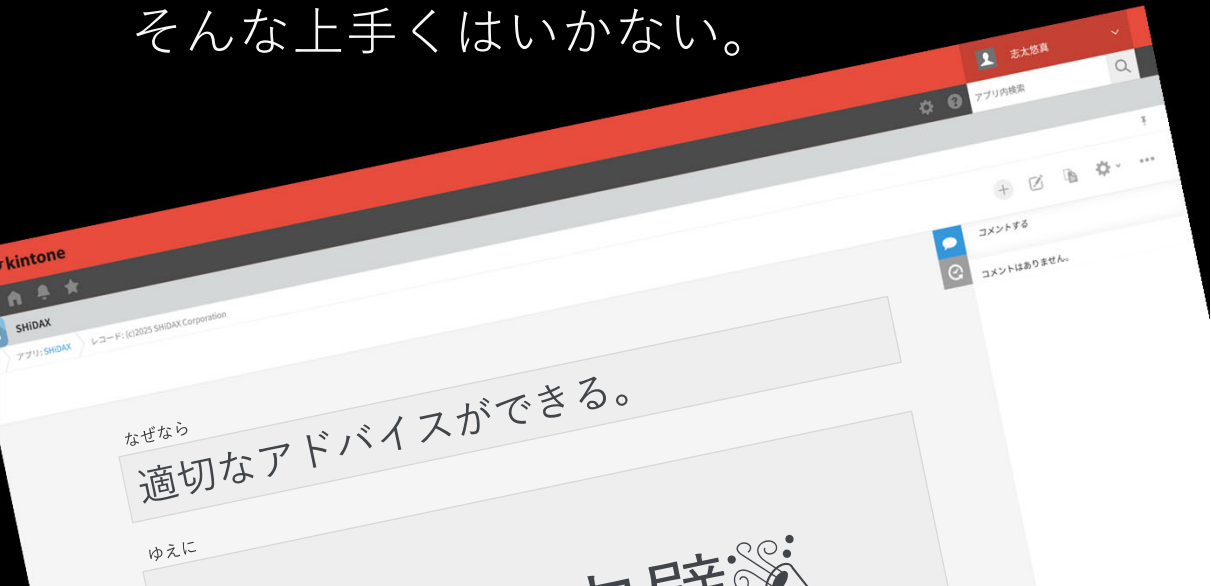 そんな上手くはいかない。
志太悠真
アプリ内検索
kintone
SHiDAX
アプリ: SHiDAX
レコード: (c)2025 SHiDAX Corporation
コメントする
コメントはありません。
なぜなら
適切なアドバイスができる。
ゆえに